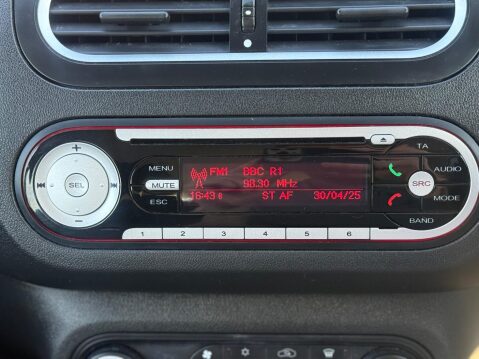 TA
MENU
FM1 BBC R1
AUDIO
SEL
MUTE
98.30 MHz
SRC
ESC
16:43
ST AF 30/04/25
MODE
BAND
1 2 3 4 5 6